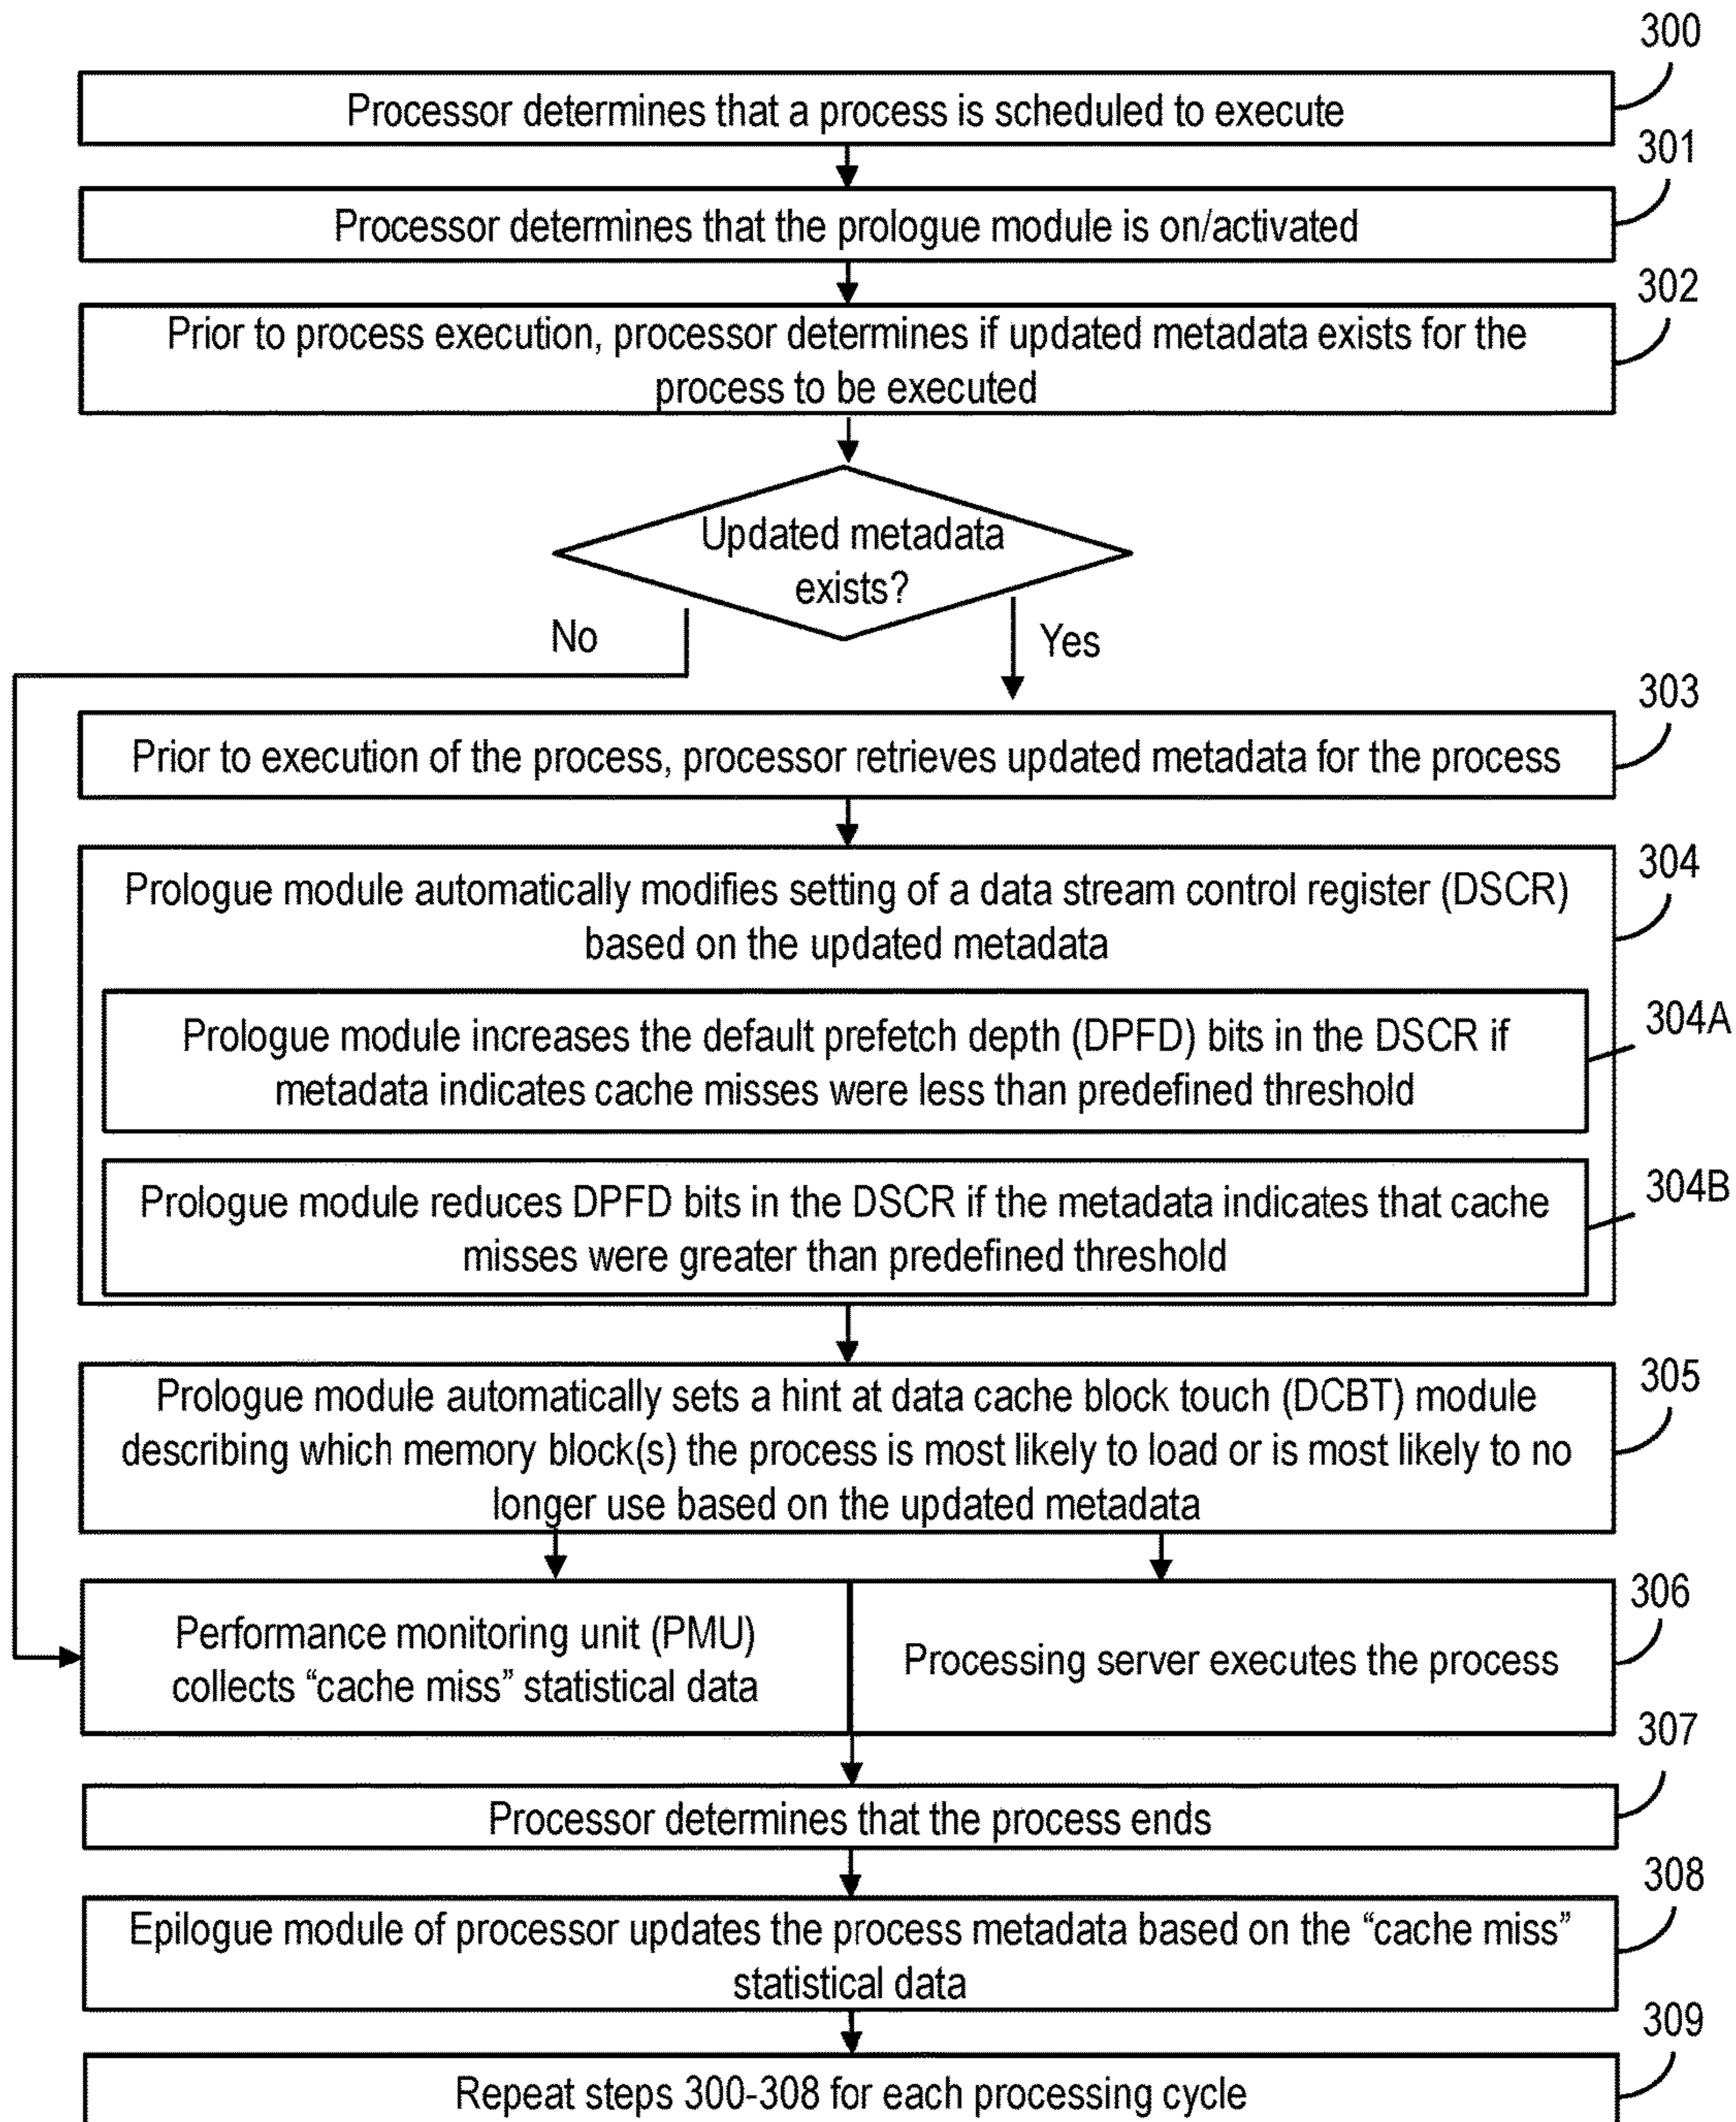 300
Processor determines that a process is scheduled to execute
301
Processor determines that the prologue module is on/activated
302
Prior to process execution, processor determines if updated metadata exists for the
process to be executed
Updated metadata
exists?
No
Yes
303
Prior to execution of the process, processor retrieves updated metadata for the process
304
Prologue module automatically modifies setting of a data stream control register (DSCR)
based on the updated metadata
304A
Prologue module increases the default prefetch depth (DPFD) bits in the DSCR if
metadata indicates cache misses were less than predefined threshold
304B
Prologue module reduces DPFD bits in the DSCR if the metadata indicates that cache
misses were greater than predefined threshold
305
Prologue module automatically sets a hint at data cache block touch (DCBT) module
describing which memory block(s) the process is most likely to load or is most likely to no
longer use based on the updated metadata
306
Performance monitoring unit (PMU)
collects “cache miss” statistical data
Processing server executes the process
307
Processor determines that the process ends
308
Epilogue module of processor updates the process metadata based on the “cache miss”
statistical data
309
Repeat steps 300-308 for each processing cycle